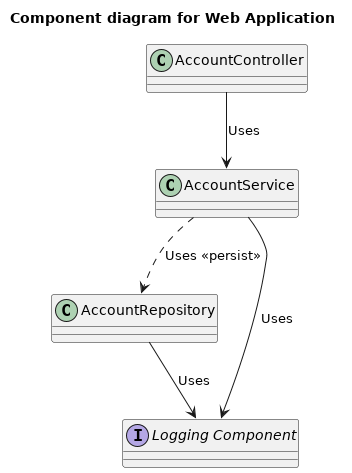 Component diagram for Web Application
C AccountController
Uses
C AccountService
Uses «persist»
C AccountRepository
Uses
Uses
I Logging Component